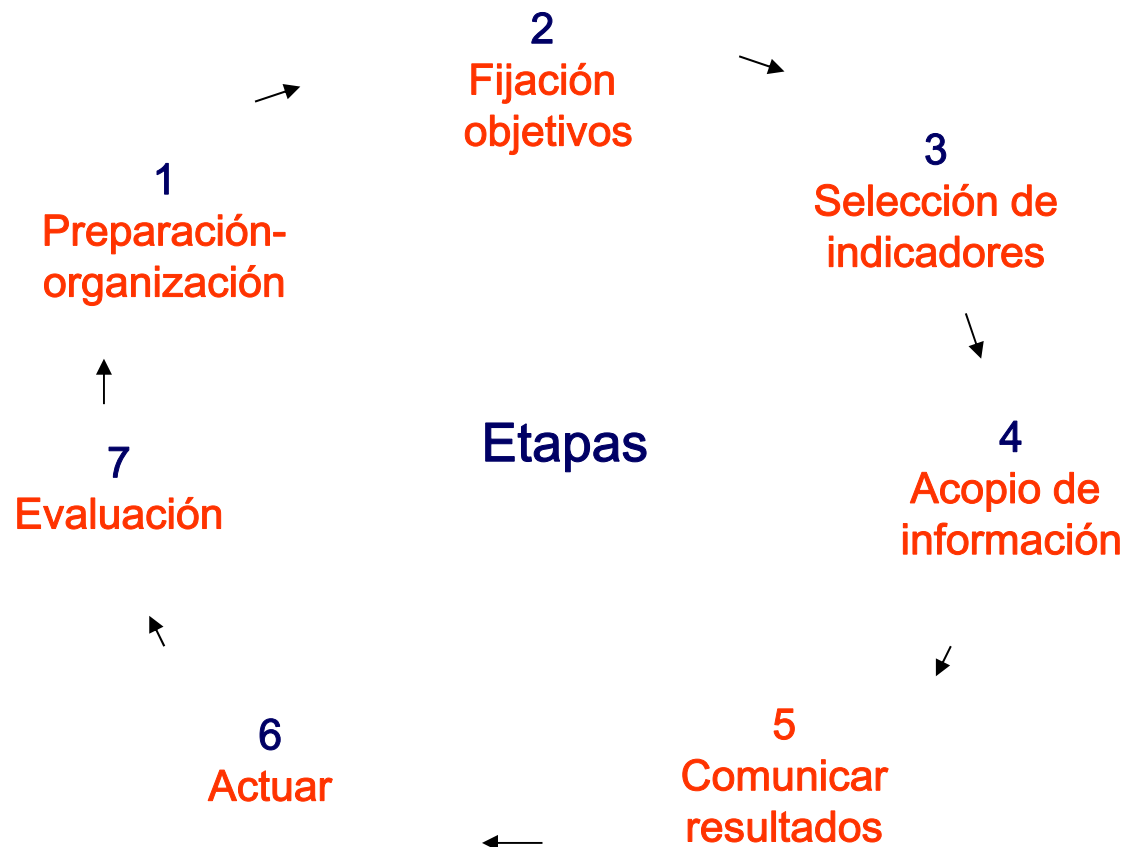 1
Preparación-
organización
2
Fijación
objetivos
3
Selección de
indicadores
4
Acopio de
información
5
Comunicar
resultados
6
Actuar
7
Evaluación
Etapas